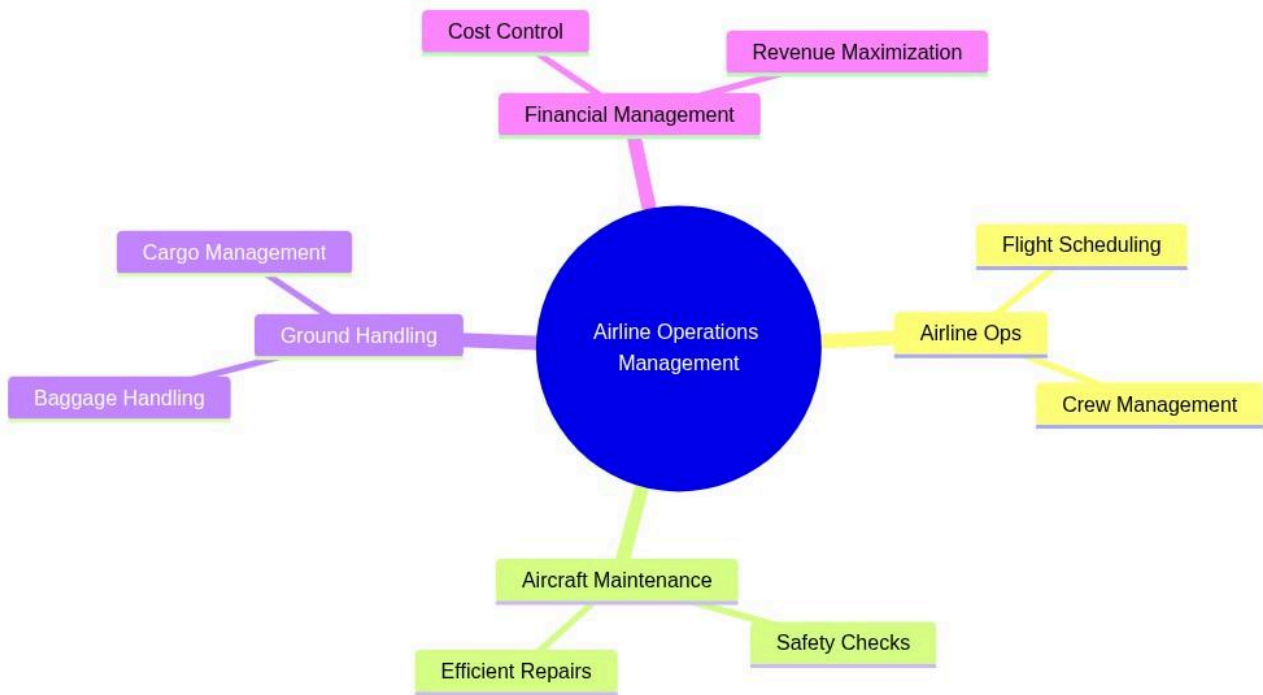 Cost Control
Revenue Maximization
Financial Management
Cargo Management
Flight Scheduling
Ground Handling
Airline Operations
Management
Airline Ops
Baggage Handling
Crew Management
Aircraft Maintenance
Safety Checks
Efficient Repairs